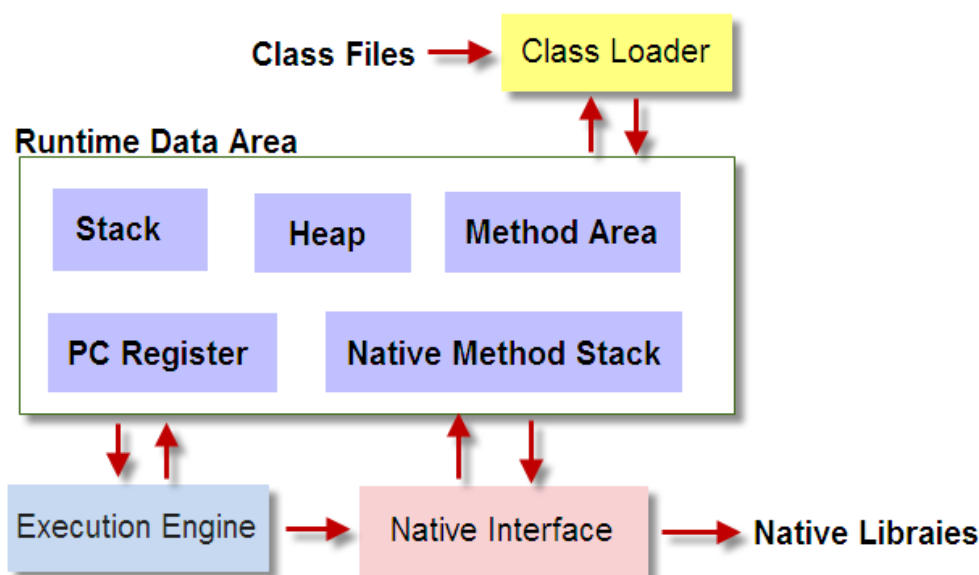 Class Files
Class Loader
Runtime Data Area
Stack
Heap
Method Area
PC Register
Native Method Stack
Execution Engine
Native Interface
Native Libraies